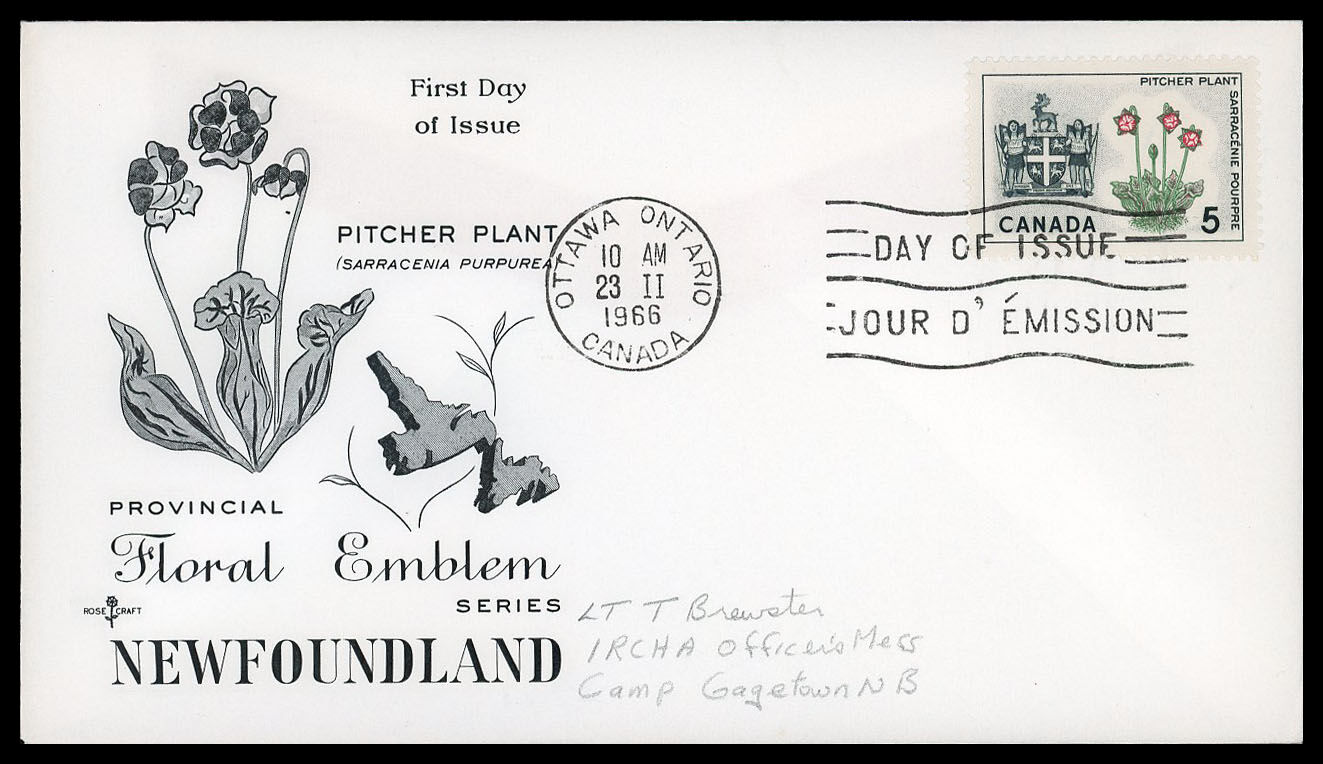 First Day
of Issue
PITCHER PLANT
(SARRACENIA PURPUREA)
PROVINCIAL
Floral Emblem
SERIES
ROSE CRAFT
NEWFOUNDLAND
OTTAWA ONTARIO
10 AM
23 II
1966
CANADA
PITCHER PLANT
SARRACÉNIE POURPRE
CANADA 5
DAY OF ISSUE
JOUR D' ÉMISSION
LT T Brewster
1RCHA Officer's Mess
Camp Gagetown N B